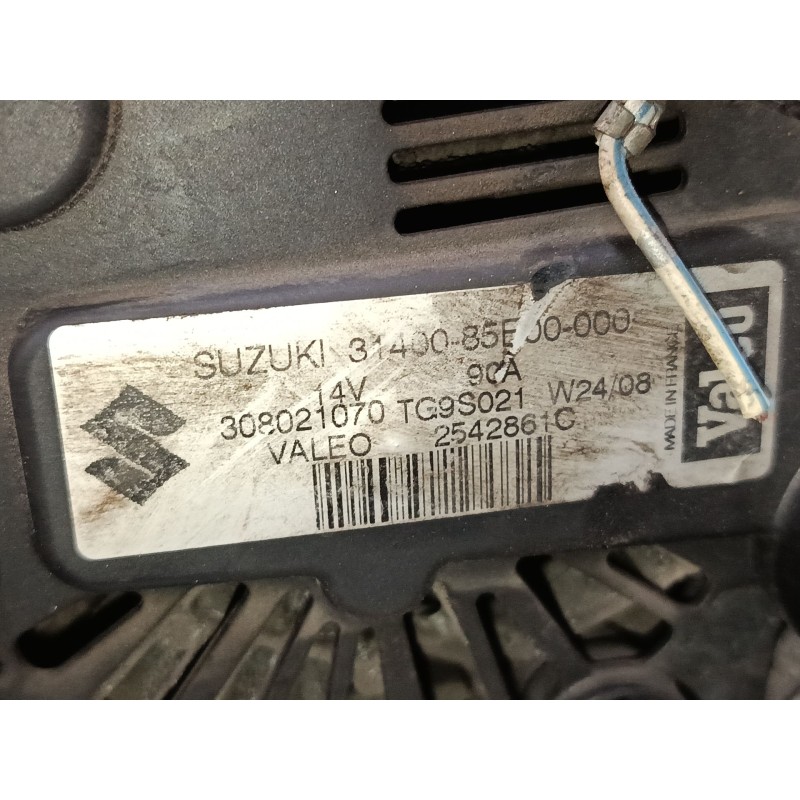 SUZUKI 31400-85E00-000
14V 90A
308021070 TG9S021 W24/08
VALEO 2542861C
MADE IN FRANCE
Valeo